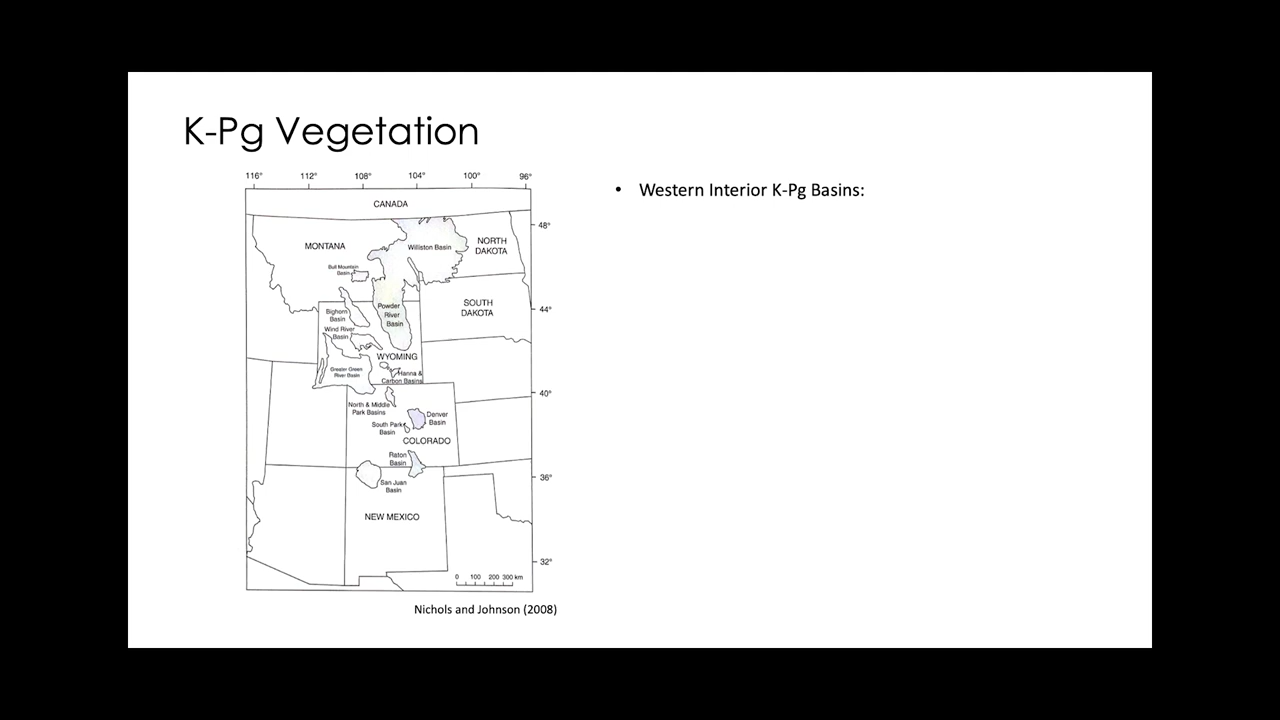 K-Pg Vegetation
116° 112° 108° 104° 100° 96°
CANADA
48°
MONTANA
Williston Basin
NORTH
DAKOTA
Bull Mountain
Basin
44°
SOUTH
DAKOTA
Powder
River
Basin
Bighorn
Basin
Wind River
Basin
WYOMING
Greater Green
River Basin
Hanna &
Carbon Basins
40°
North & Middle
Park Basins
Denver
Basin
South Park
Basin
COLORADO
Raton
Basin
36°
San Juan
Basin
NEW MEXICO
32°
0 100 200 300 km
Nichols and Johnson (2008)
• Western Interior K-Pg Basins: